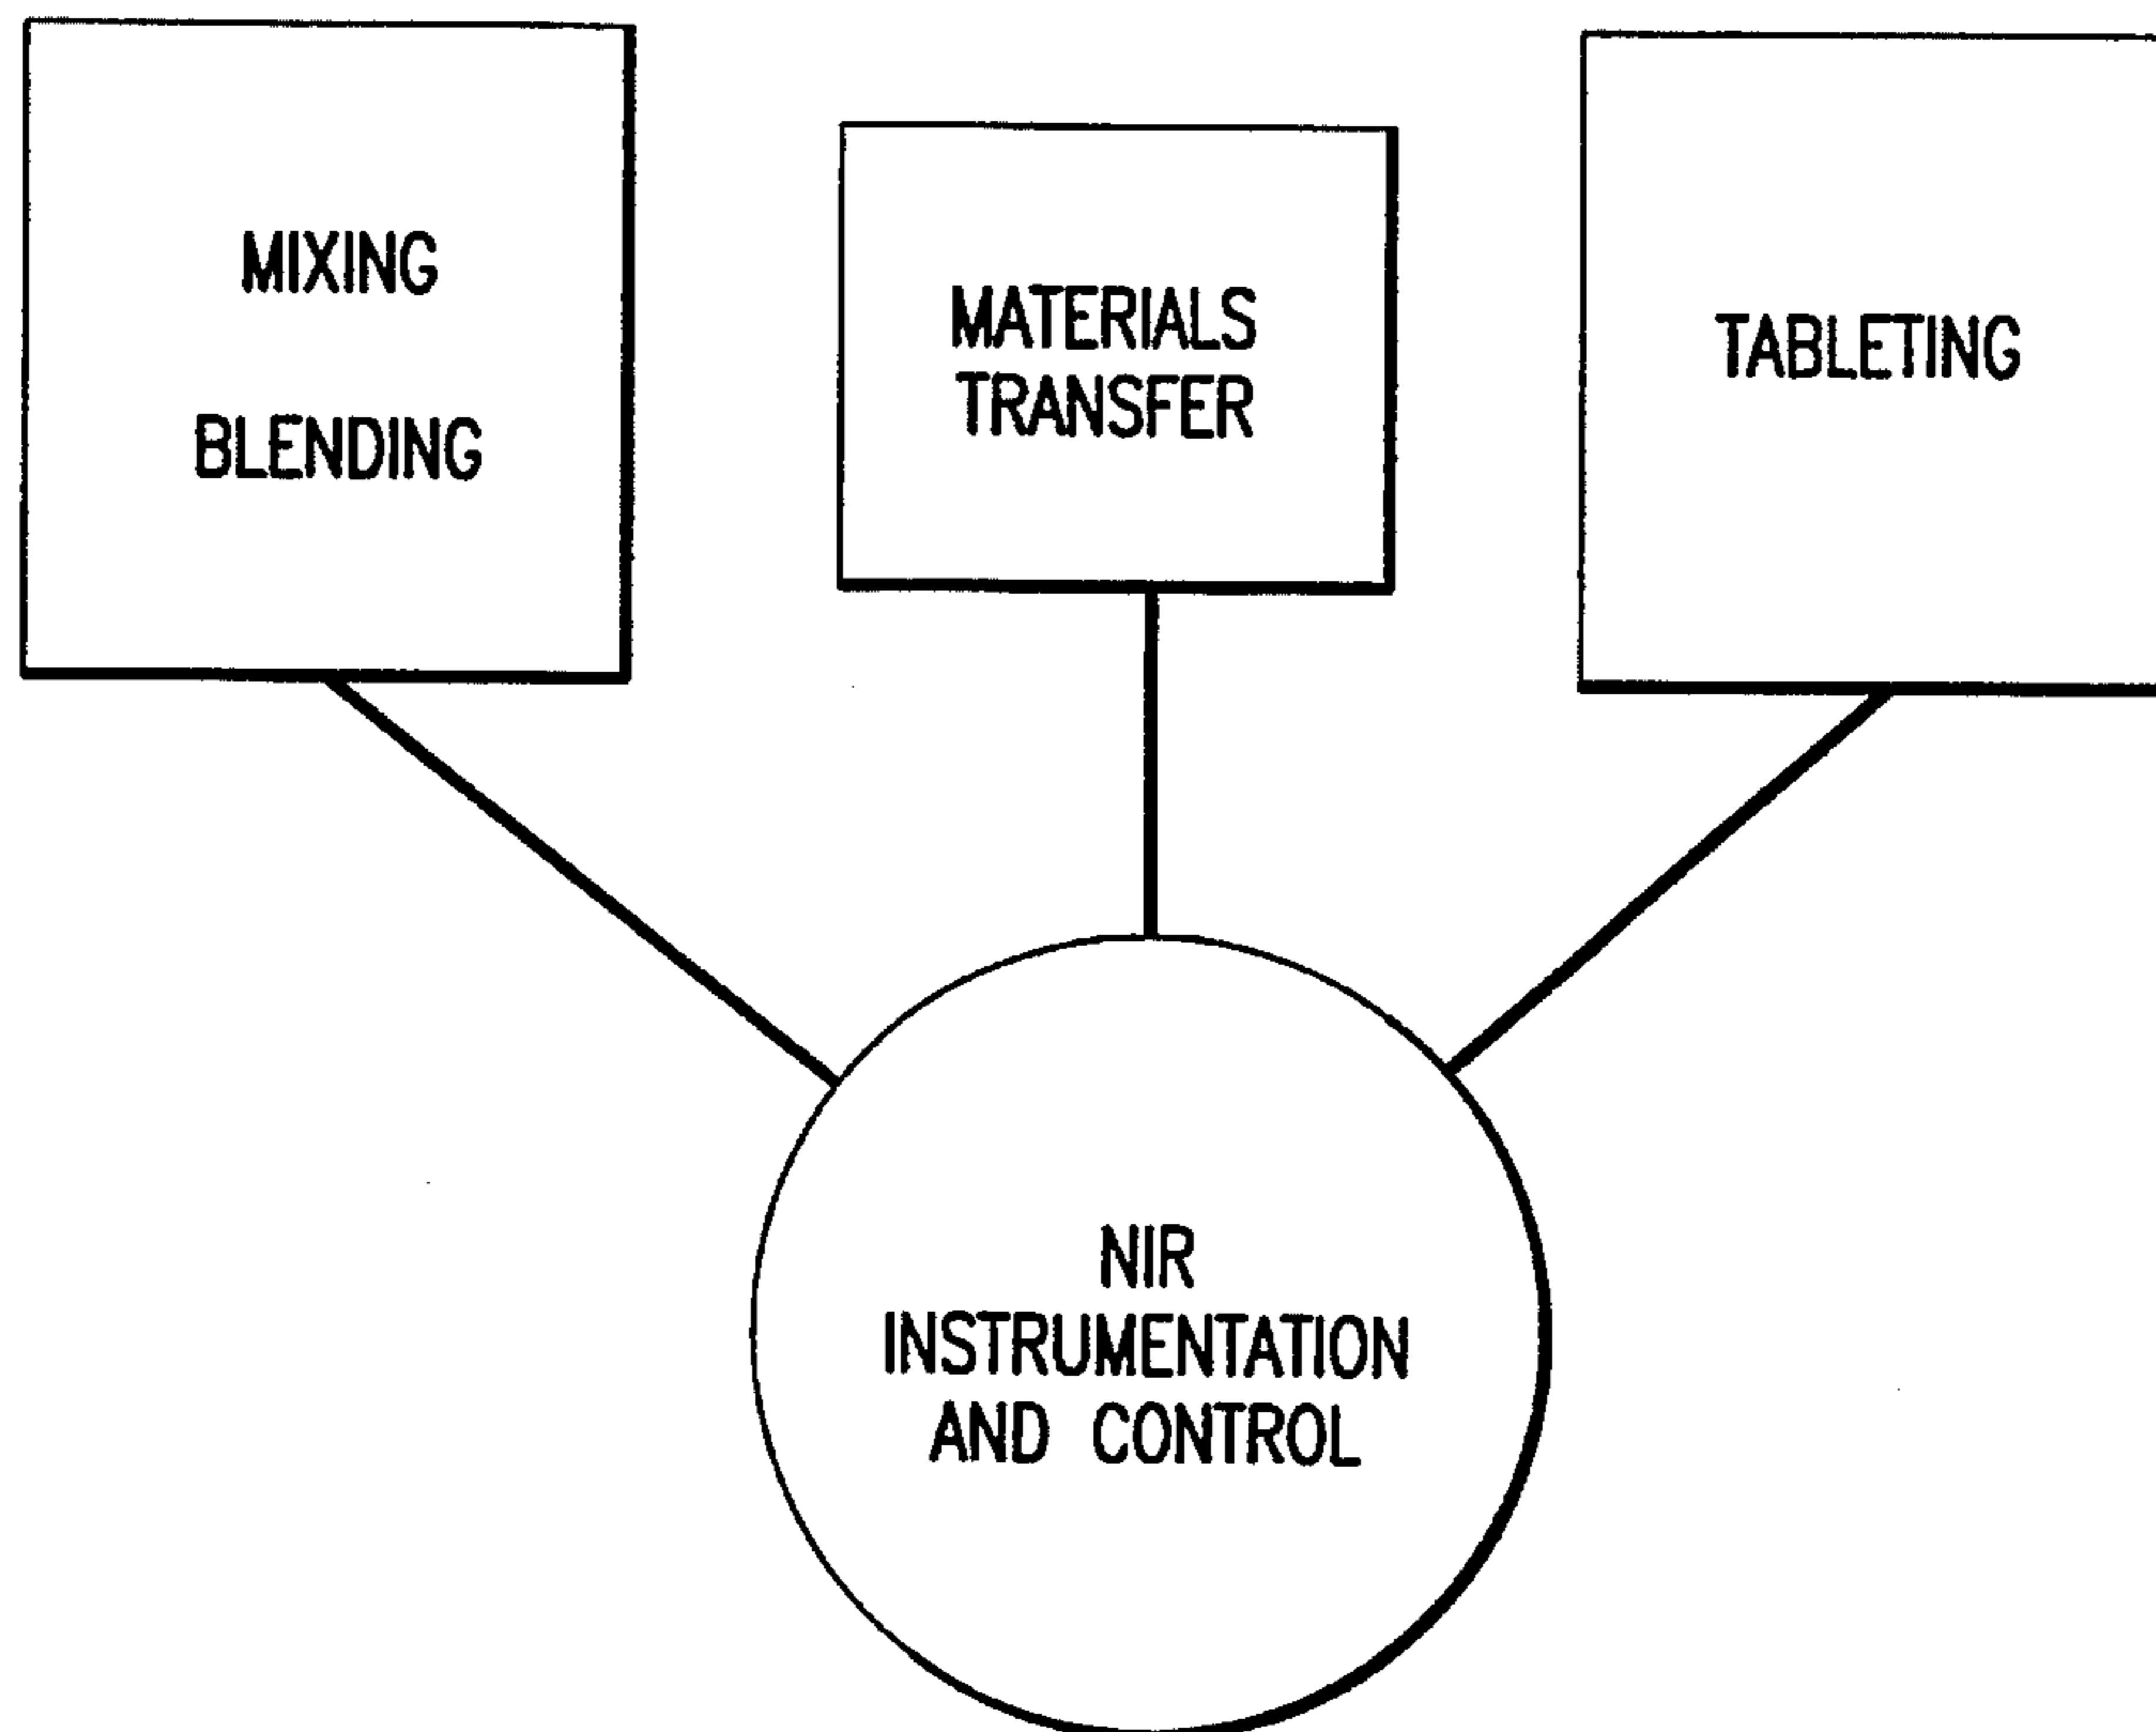 MIXING
BLENDING
MATERIALS
TRANSFER
TABLETING
NIR
INSTRUMENTATION
AND CONTROL